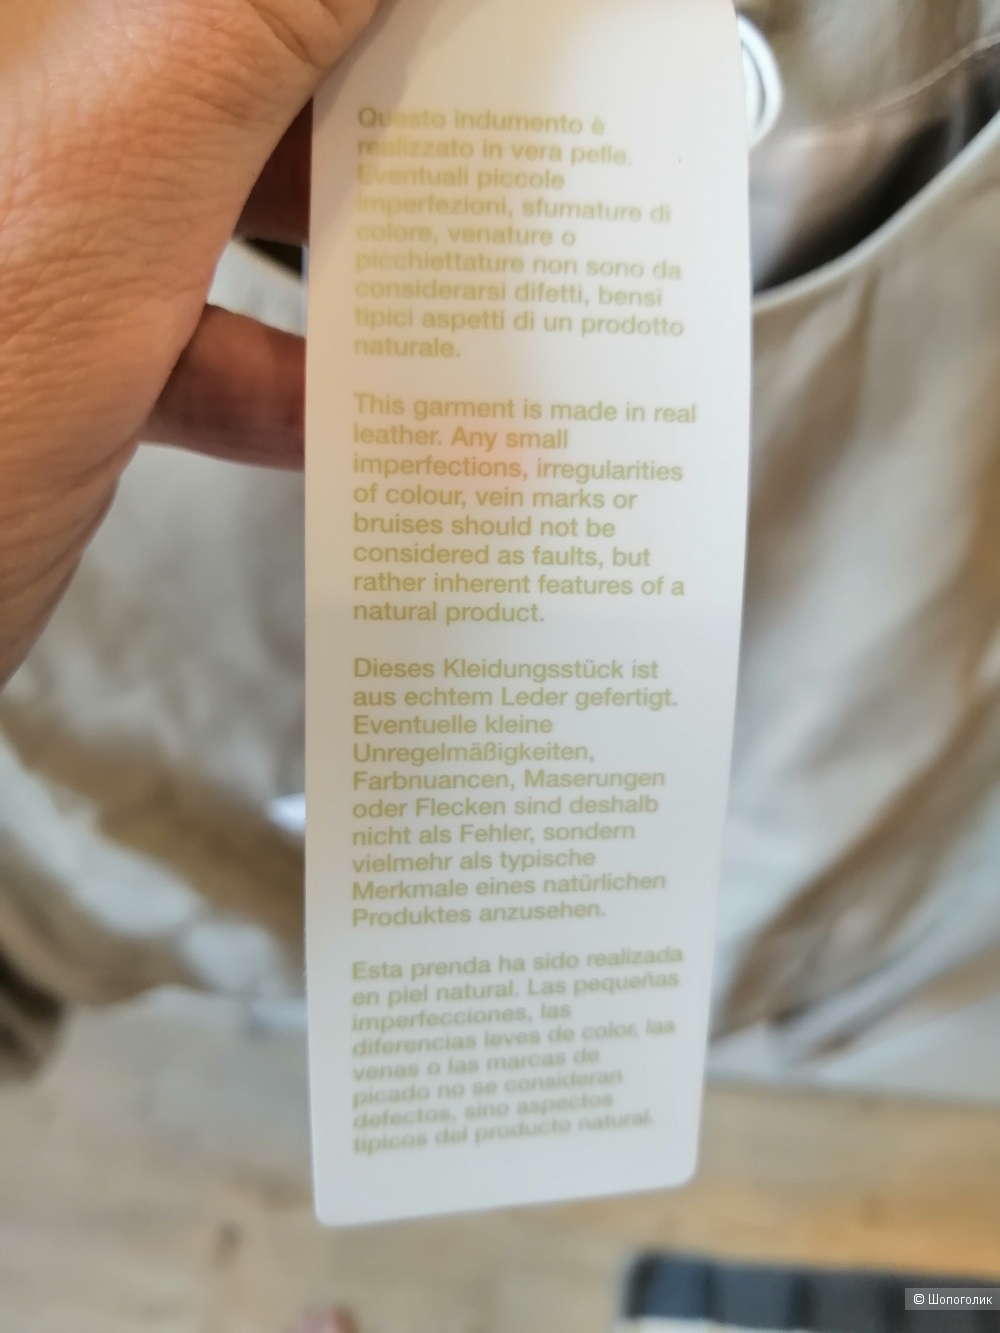 Questo indumento è
realizzato in vera pelle.
Eventuali piccole
imperfezioni, sfumature di
colore, venature o
picchiettature non sono da
considerarsi difetti, bensi
tipici aspetti di un prodotto
naturale.
This garment is made in real
leather. Any small
imperfections, irregularities
of colour, vein marks or
bruises should not be
considered as faults, but
rather inherent features of a
natural product.
Dieses Kleidungsstück ist
aus echtem Leder gefertigt.
Eventuelle kleine
Unregelmäßigkeiten,
Farbnuancen, Maserungen
oder Flecken sind deshalb
nicht als Fehler, sondern
vielmehr als typische
Merkmale eines natürlichen
Produktes anzusehen.
Esta prenda ha sido realizada
en piel natural. Las pequeñas
imperfecciones, las
diferencias leves de color, las
venas o las marcas de
picado no se consideran
defectos, sino aspectos
tipicos del producto natural.
© Шопоголик